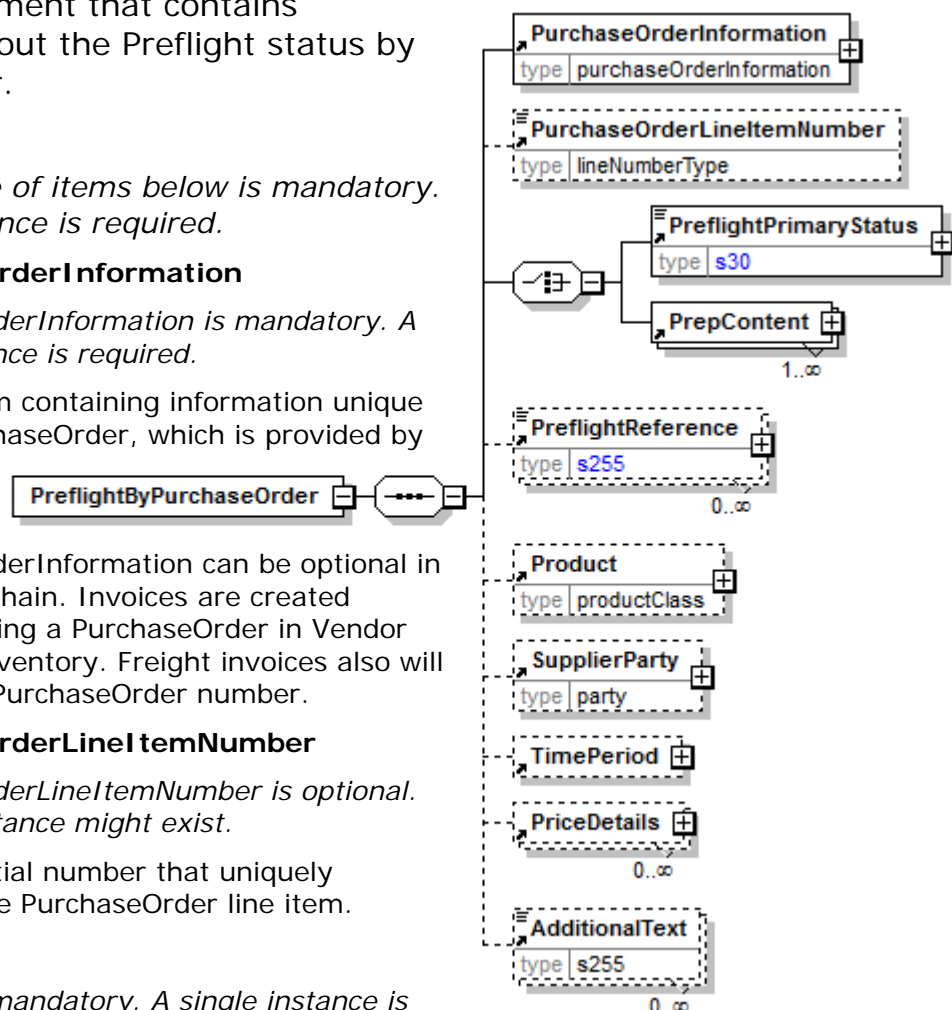 ment that contains
out the Preflight status by
r.
e of items below is mandatory.
nce is required.
rderInformation
derInformation is mandatory. A
nce is required.
n containing information unique
haseOrder, which is provided by
derInformation can be optional in
hain. Invoices are created
ing a PurchaseOrder in Vendor
ventory. Freight invoices also will
PurchaseOrder number.
rderLineItemNumber
derLineItemNumber is optional.
tance might exist.
tial number that uniquely
e PurchaseOrder line item.
mandatory. A single instance is
PreflightByPurchaseOrder
PurchaseOrderInformation
type purchaseOrderInformation
PurchaseOrderLineItemNumber
type lineNumberType
PreflightPrimaryStatus
type s30
PrepContent
1..∞
PreflightReference
type s255
0..∞
Product
type productClass
SupplierParty
type party
TimePeriod
PriceDetails
0..∞
AdditionalText
type s255
0..∞